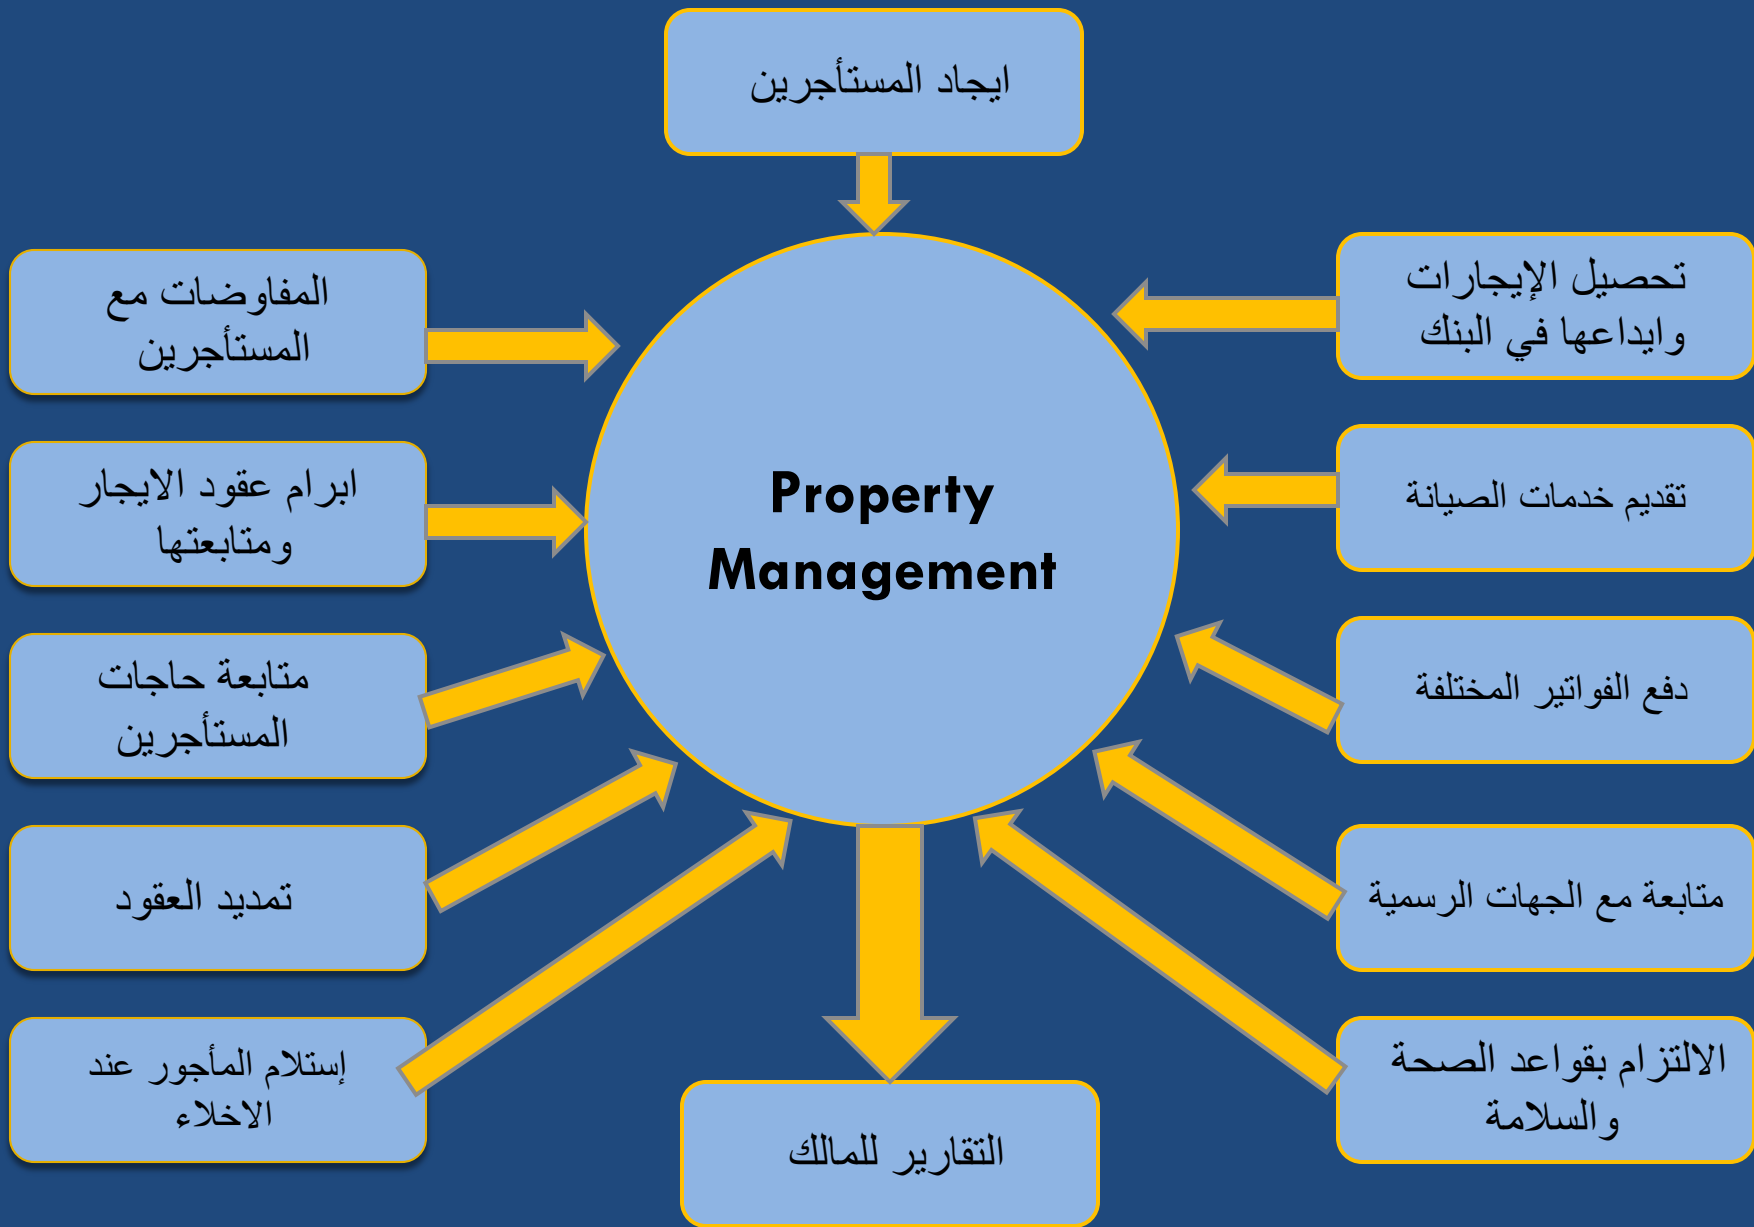 ايجاد المستأجرين
تحصيل الإيجارات
وايداعها في البنك
تقديم خدمات الصيانة
دفع الفواتير المختلفة
متابعة مع الجهات الرسمية
الالتزام بقواعد الصحة
والسلامة
Property
Management
المفاوضات مع
المستأجرين
ابرام عقود الايجار
ومتابعتها
متابعة حاجات
المستأجرين
تمديد العقود
إستلام المأجور عند
الاخلاء
التقارير للمالك